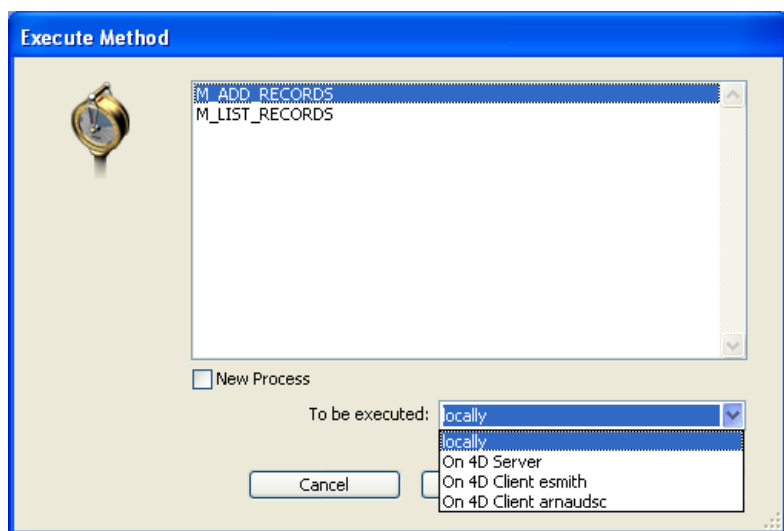 Execute Method
M_ADD_RECORDS
M_LIST_RECORDS
New Process
To be executed: locally
locally
On 4D Server
On 4D Client esmith
On 4D Client arnaudsc
Cancel